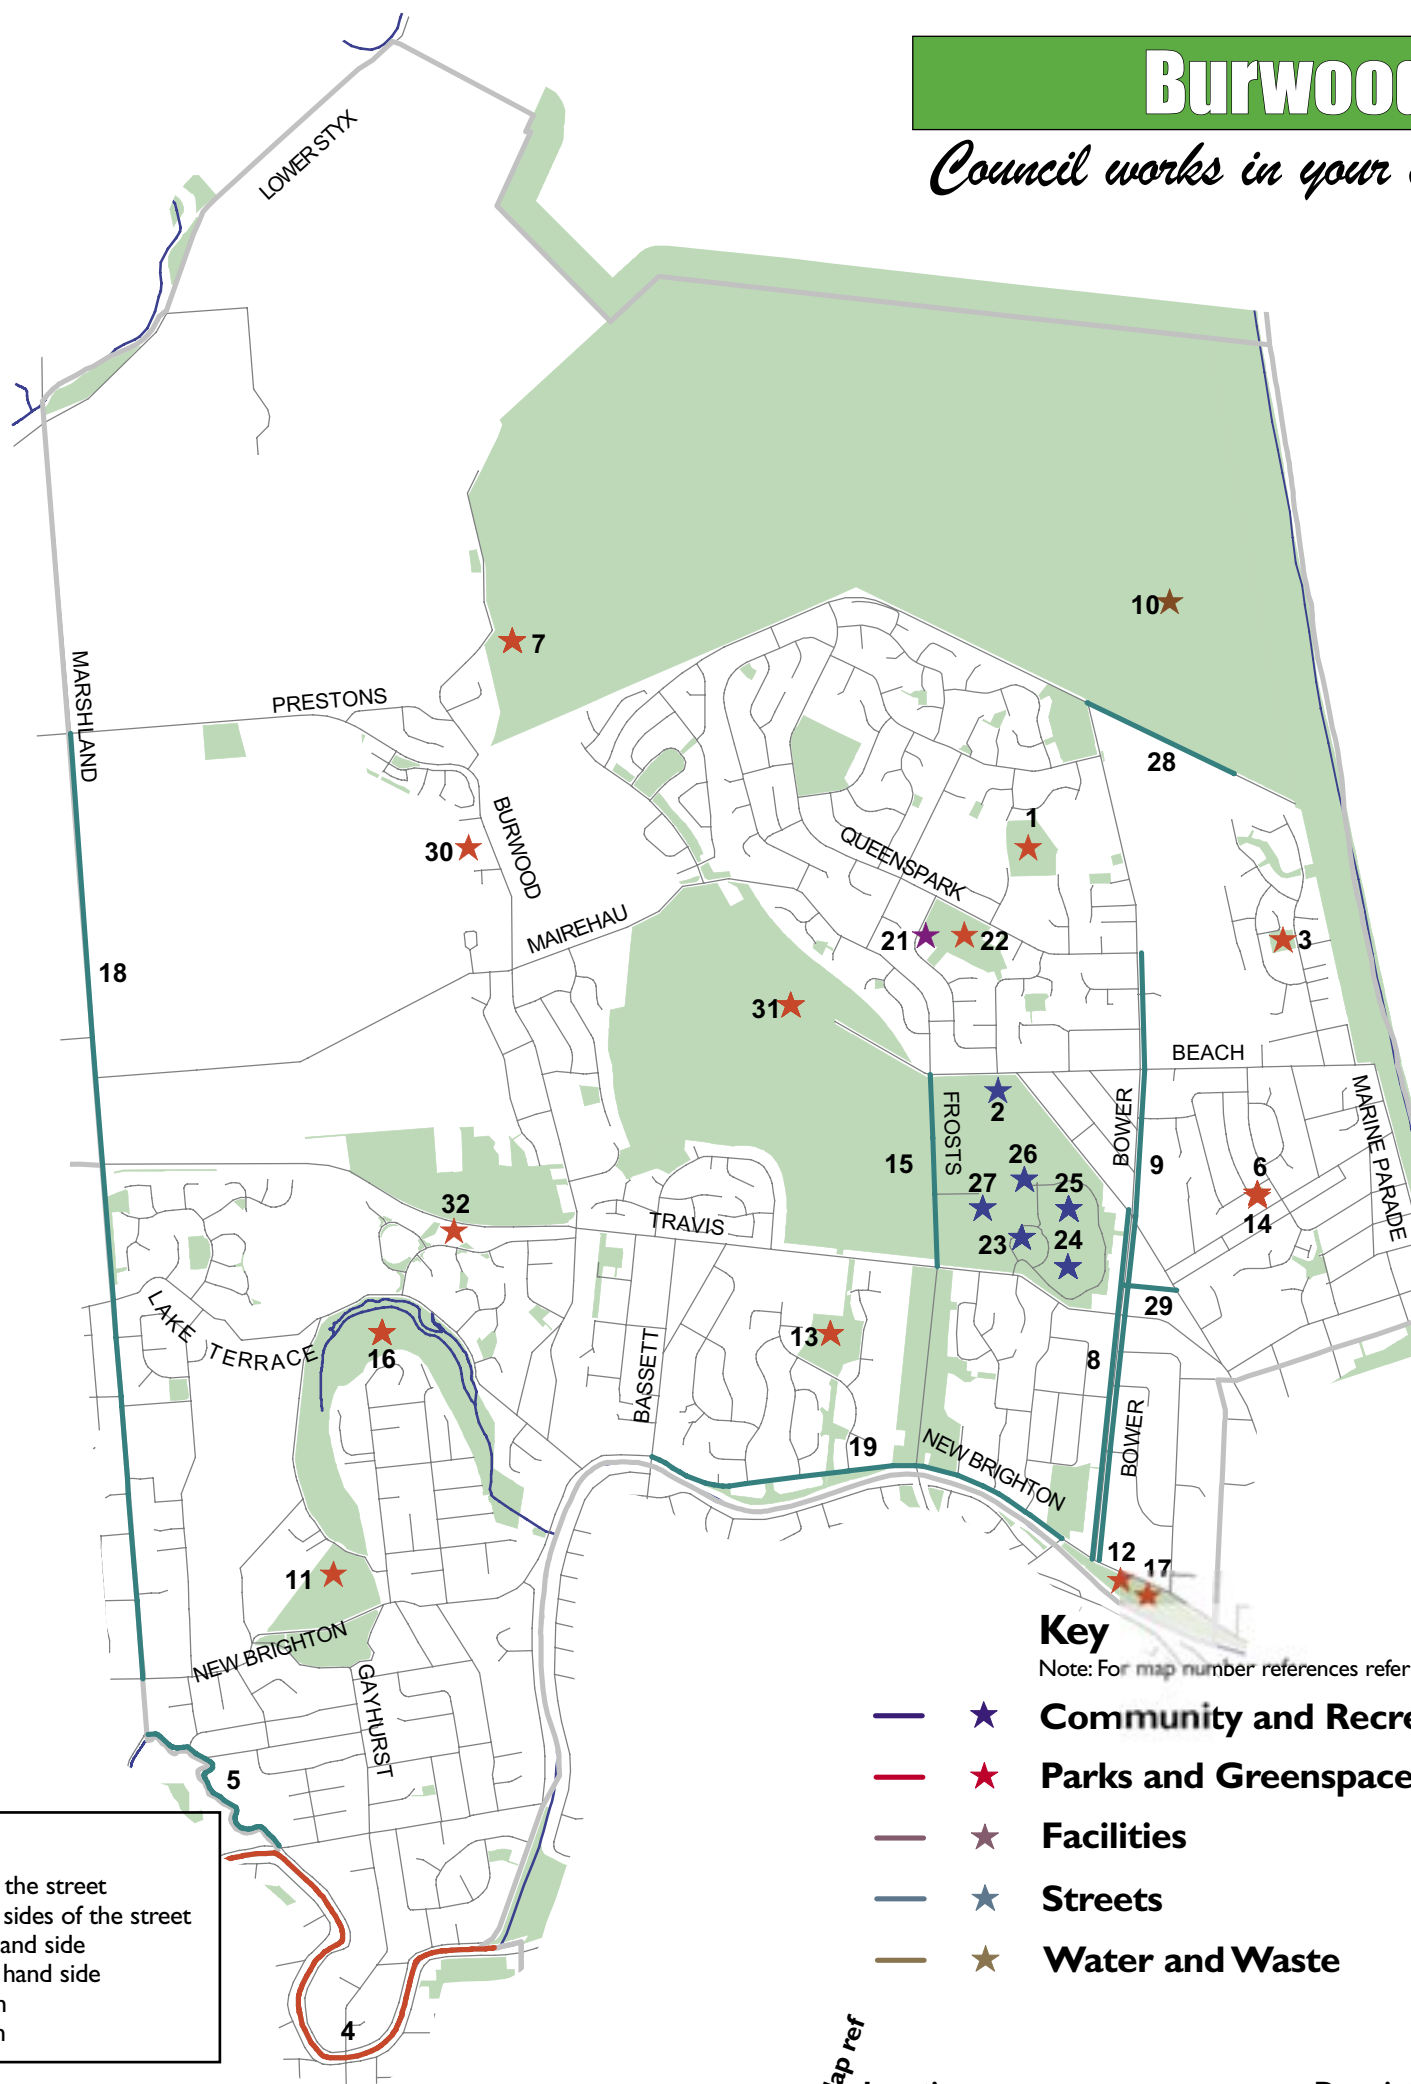 Burwood
Council works in your
LOWER STYX
10
7
MARSHLAND
PRESTONS
28
1
BURWOOD
30
QUEENSPARK
MAIREHAU
21
22
3
18
31
BEACH
2
FROSTS
BOWER
MARINE PARADE
15
26
9
6
27
25
32
TRAVIS
14
23
24
LAKE TERRACE
29
13
16
8
BASSETT
BOWER
19
NEW BRIGHTON
12
17
11
NEW BRIGHTON
GAYHURST
5
4
Key
Note: For map number references refer
Community and Recre
Parks and Greenspace
Facilities
Streets
Water and Waste
the street
sides of the street
and side
hand side
ap ref